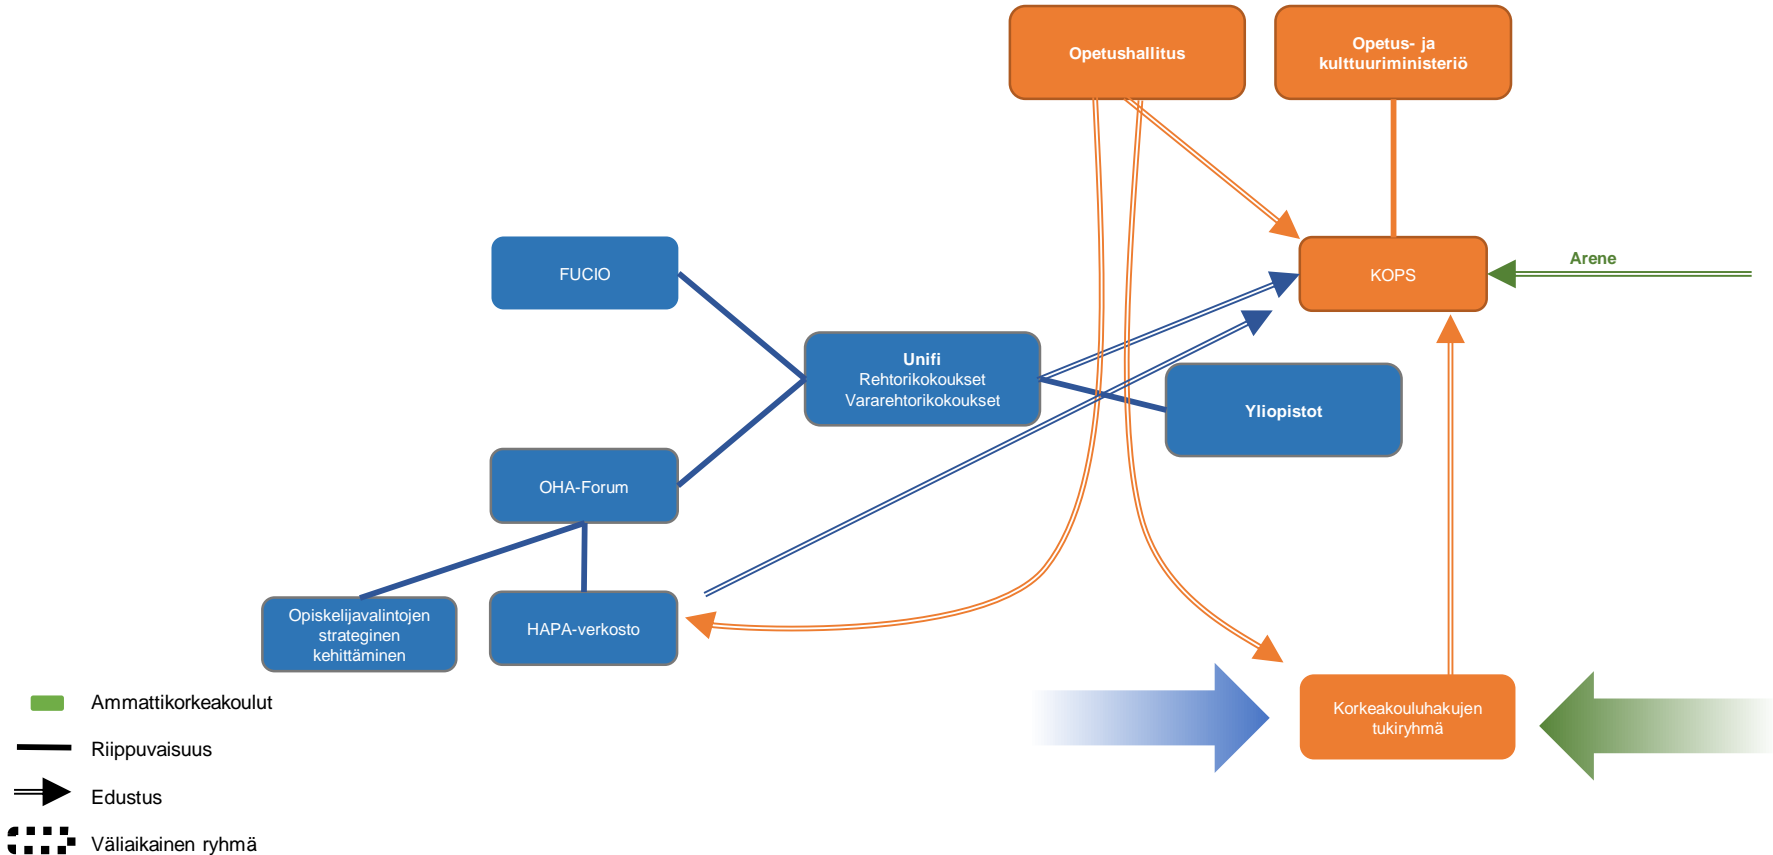 Opetushallitus
Opetus- ja
kulttuuriministeriö
FUCIO
KOPS
Arene
Unifi
Rehtorikokoukset
Vararehtorikokoukset
Yliopistot
OHA-Forum
Opiskelijavalintojen
strateginen
kehittäminen
HAPA-verkosto
Korkeakouluhakujen
tukiryhmä
Ammattikorkeakoulut
Riippuvaisuus
Edustus
Väliaikainen ryhmä